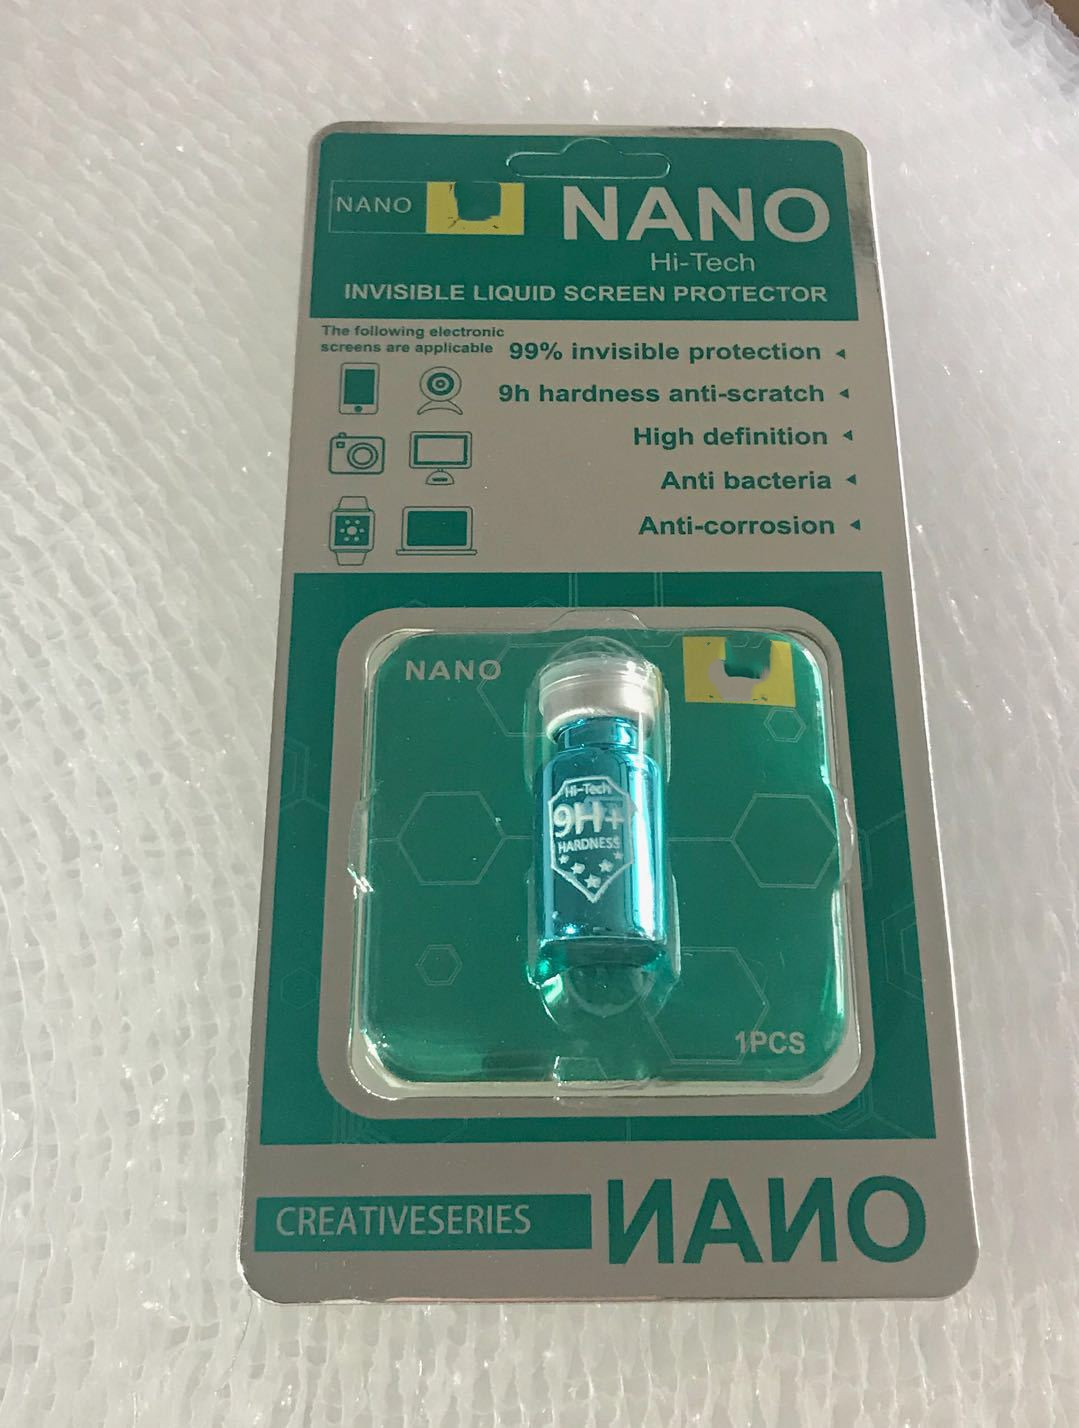 NANO
NANO
Hi-Tech
INVISIBLE LIQUID SCREEN PROTECTOR
The following electronic
screens are applicable
99% invisible protection
9h hardness anti-scratch
High definition
Anti bacteria
Anti-corrosion
NANO
Hi-Tech
9H+
HARDNESS
1PCS
CREATIVESERIES
ИAИO